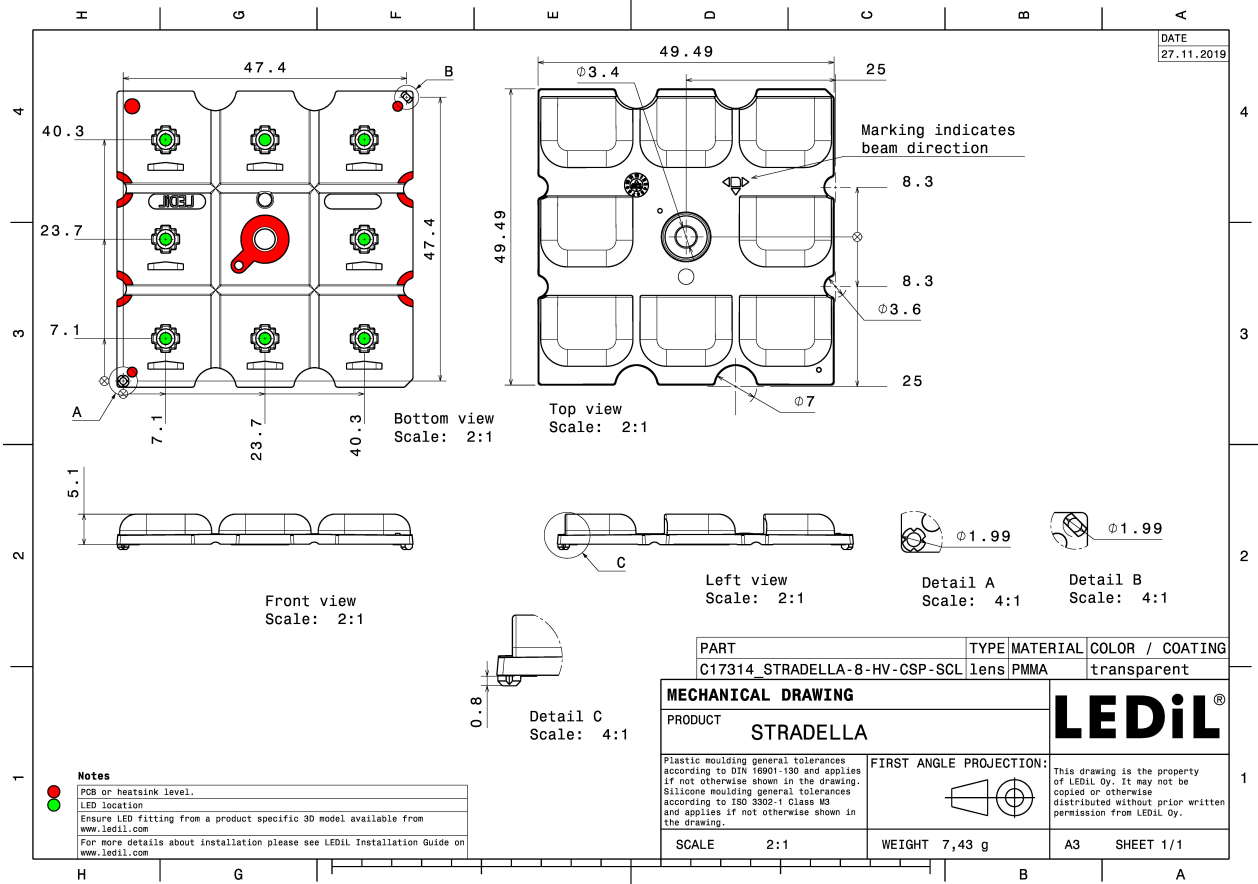 H G F E D C B A
DATE
27.11.2019
4
4
3
3
2
2
1
1
47.4
B
40.3
23.7
7.1
47.4
A
7.1
23.7
40.3
LEDiL
Bottom view
Scale: 2:1
49.49
Ø3.4
25
Marking indicates
beam direction
8.3
49.49
8.3
Ø3.6
25
Ø7
Top view
Scale: 2:1
5.1
Front view
Scale: 2:1
C
Left view
Scale: 2:1
Ø1.99
Detail A
Scale: 4:1
Ø1.99
Detail B
Scale: 4:1
0.8
Detail C
Scale: 4:1
PART TYPE MATERIAL COLOR / COATING
C17314_STRADELLA-8-HV-CSP-SCL lens PMMA transparent
MECHANICAL DRAWING
PRODUCT
STRADELLA
LEDiL®
Plastic moulding general tolerances
according to DIN 16901-130 and applies
if not otherwise shown in the drawing.
Silicone moulding general tolerances
according to ISO 3302-1 Class M3
and applies if not otherwise shown in
the drawing.
FIRST ANGLE PROJECTION:
This drawing is the property
of LEDiL Oy. It may not be
copied or otherwise
distributed without prior written
permission from LEDiL Oy.
SCALE 2:1 WEIGHT 7,43 g A3 SHEET 1/1
Notes
PCB or heatsink level.
LED location
Ensure LED fitting from a product specific 3D model available from
www.ledil.com
For more details about installation please see LEDiL Installation Guide on
www.ledil.com
H G B A